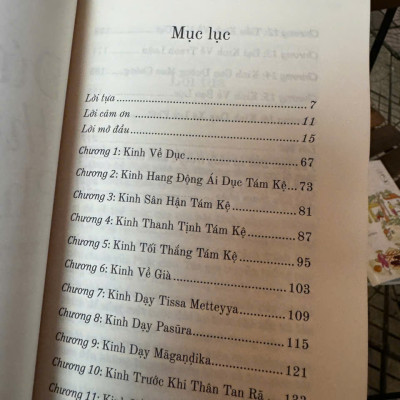 Mục lục
Lời tựa 7
Lời cảm ơn 11
Lời mở đầu 15
Chương 1: Kinh Về Dục 67
Chương 2: Kinh Hang Động Ái Dục Tám Kệ 73
Chương 3: Kinh Sân Hận Tám Kệ 81
Chương 4: Kinh Thanh Tịnh Tám Kệ 87
Chương 5: Kinh Tối Thắng Tám Kệ 95
Chương 6: Kinh Về Già 103
Chương 7: Kinh Dạy Tissa Metteyya 109
Chương 8: Kinh Dạy Pasūra 115
Chương 9: Kinh Dạy Māgaṇḍika 121
Chương 10: Kinh Trước Khi Thân Tan Rã
Chương 11: